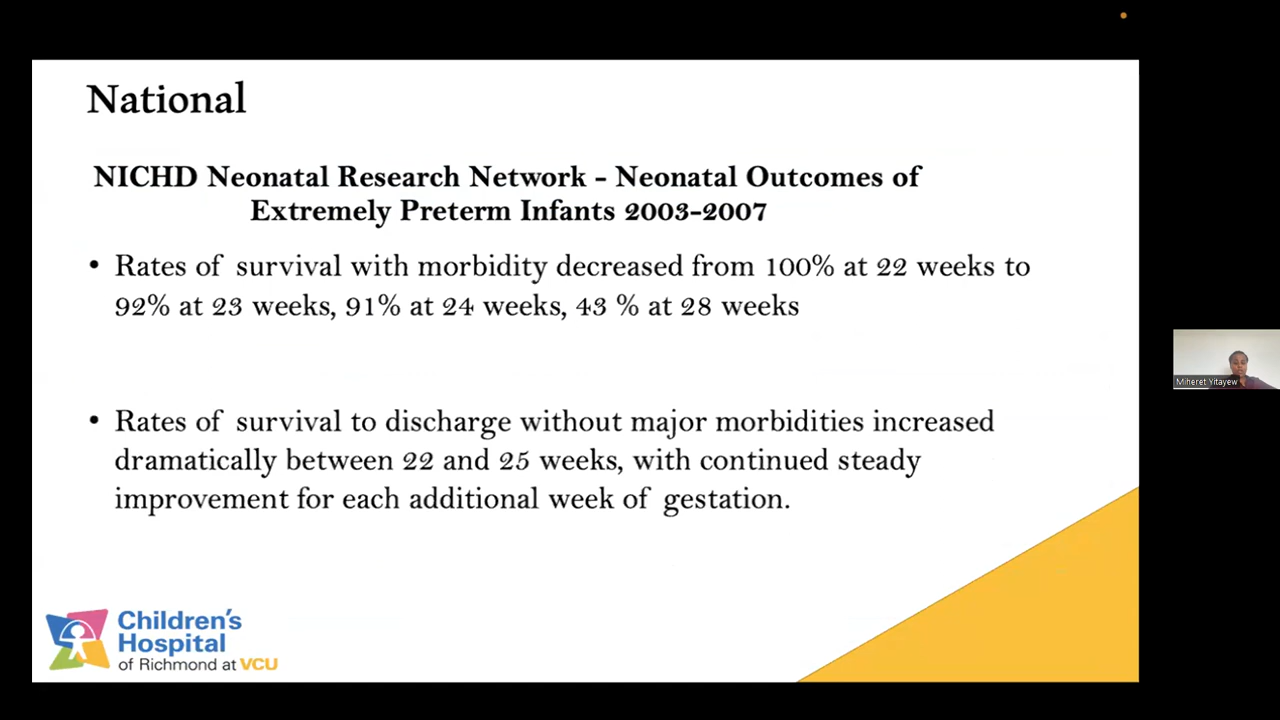 National
NICHD Neonatal Research Network - Neonatal Outcomes of
Extremely Preterm Infants 2003-2007
• Rates of survival with morbidity decreased from 100% at 22 weeks to
92% at 23 weeks, 91% at 24 weeks, 43 % at 28 weeks
• Rates of survival to discharge without major morbidities increased
dramatically between 22 and 25 weeks, with continued steady
improvement for each additional week of gestation.
Children's
Hospital
of Richmond at VCU
Miheret Yitayew